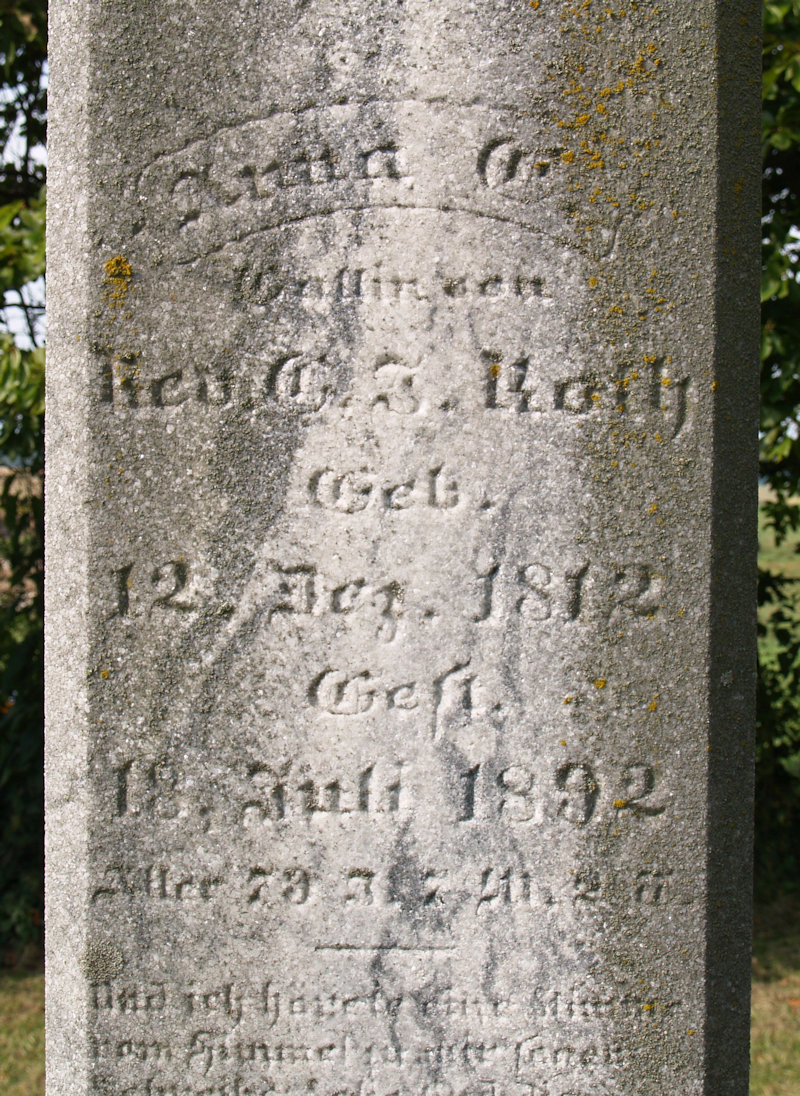 Anna
Gattin von
Rev. Roth
Geb.
12. Dez. 1812
Gest.
18, Juli 1892
Alter 79 J. 7 M. 2 T.
Und ich hörete eine Stimme
vom Himmel zu mir sagen